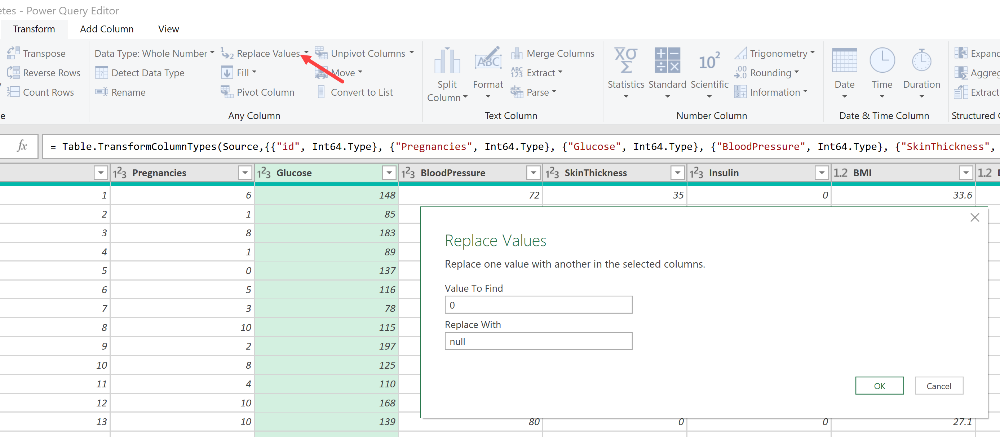 etes - Power Query Editor
Transform Add Column View
Transpose Data Type: Whole Number Replace Values Unpivot Columns Merge Columns Trigonometry Expand
Reverse Rows Detect Data Type Fill Move Extract Rounding Aggreg
Count Rows Rename Pivot Column Convert to List Parse Information Extract
Split Column Format Statistics Standard Scientific Date Time Duration
e Any Column Text Column Number Column Date & Time Column Structured
fx = Table.TransformColumnTypes(Source,{{"id", Int64.Type}, {"Pregnancies", Int64.Type}, {"Glucose", Int64.Type}, {"BloodPressure", Int64.Type}, {"SkinThickness",
123 Pregnancies 123 Glucose 123 BloodPressure 123 SkinThickness 123 Insulin 1.2 BMI 1.2
1 6 148 72 35 0 33.6
2 1 85
3 8 183
4 1 89
5 0 137
6 5 116
7 3 78
8 10 115
9 2 197
10 8 125
11 4 110
12 10 168
13 10 139 80 0 0 27.1
Replace Values
Replace one value with another in the selected columns.
Value To Find
0
Replace With
null
OK Cancel